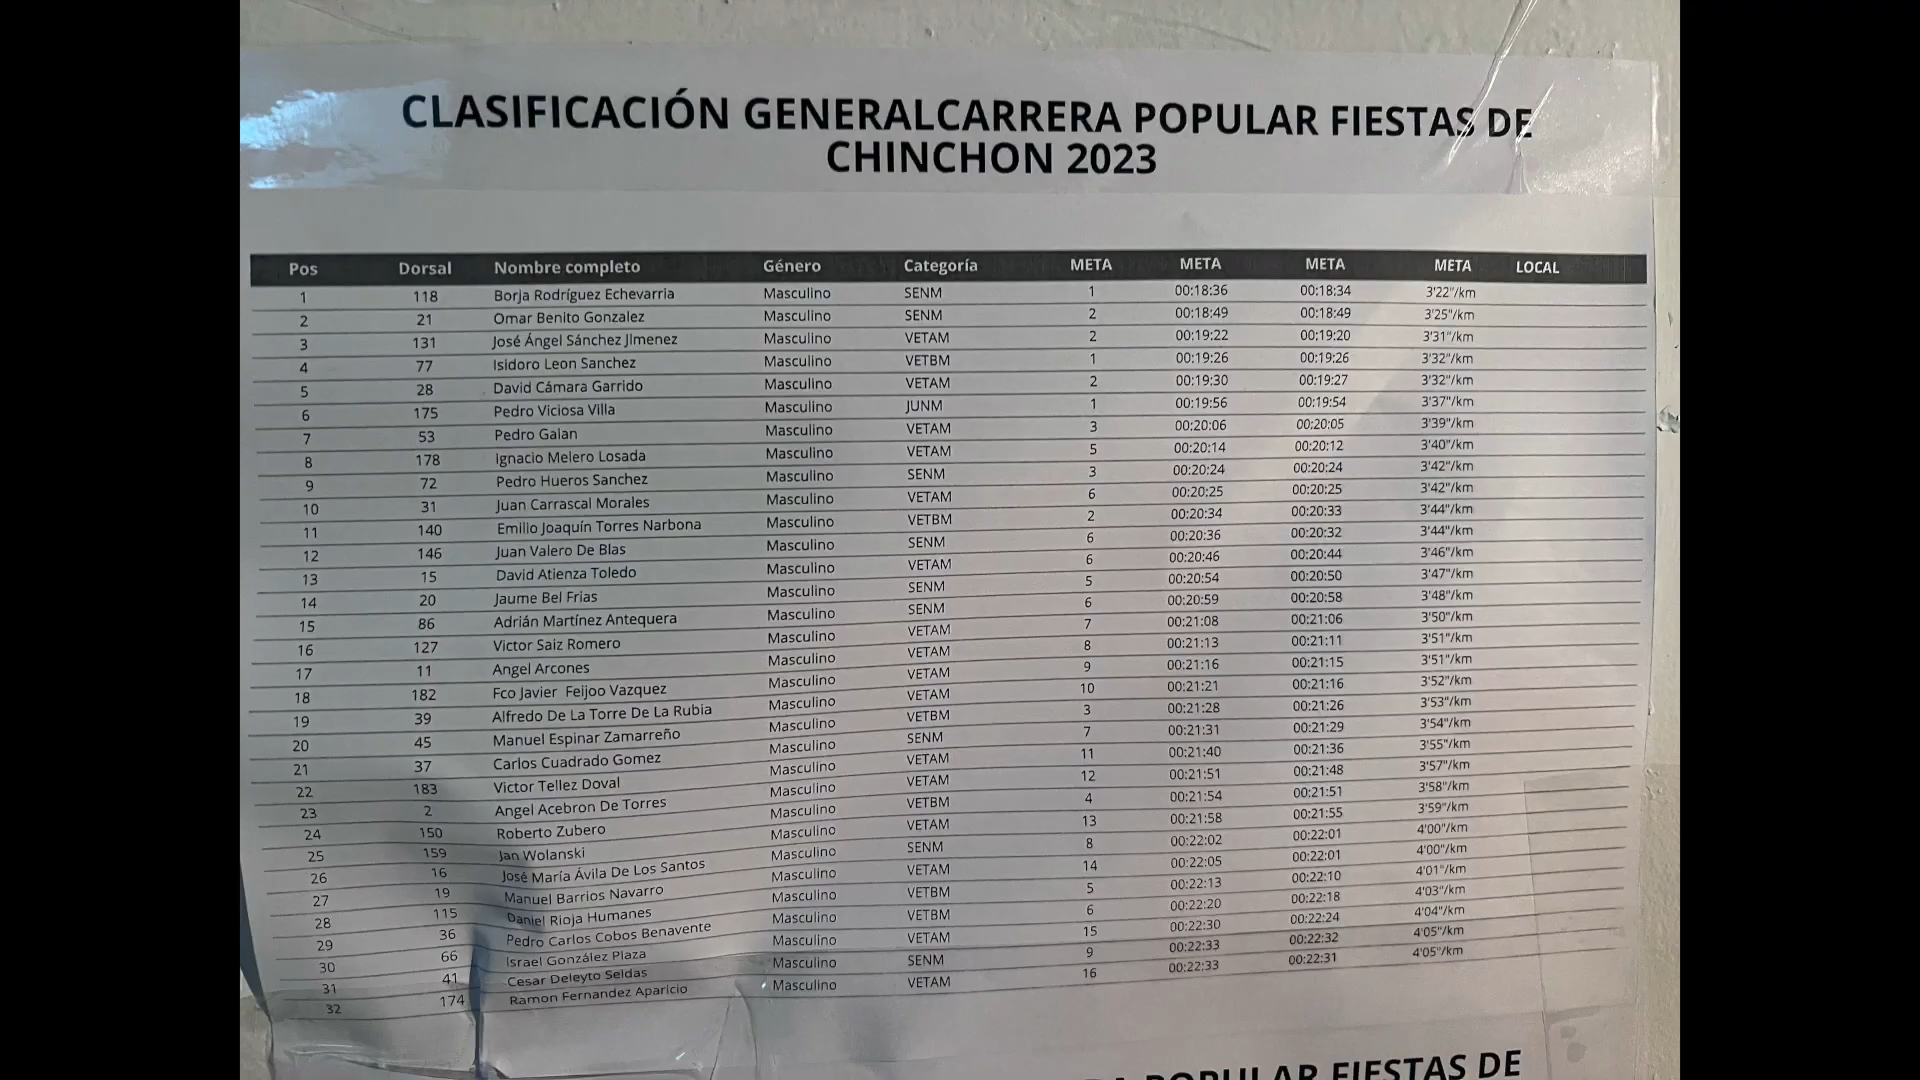 CLASIFICACIÓN GENERALCARRERA POPULAR FIESTAS DE
CHINCHON 2023
Pos Dorsal Nombre completo Género Categoría META META META META LOCAL
1 118 Borja Rodríguez Echevarria Masculino SENM 1 00:18:36 00:18:34 3'22"/km
2 21 Omar Benito Gonzalez Masculino SENM 2 00:18:49 00:18:49 3'25"/km
3 131 José Ángel Sánchez JImenez Masculino VETAM 2 00:19:22 00:19:20 3'31"/km
4 77 Isidoro Leon Sanchez Masculino VETBM 1 00:19:26 00:19:26 3'32"/km
5 28 David Cámara Garrido Masculino VETAM 2 00:19:30 00:19:27 3'32"/km
6 175 Pedro Viciosa Villa Masculino JUNM 1 00:19:56 00:19:54 3'37"/km
7 53 Pedro Galan Masculino VETAM 3 00:20:06 00:20:05 3'39"/km
8 178 Ignacio Melero Losada Masculino VETAM 5 00:20:14 00:20:12 3'40"/km
9 72 Pedro Hueros Sanchez Masculino SENM 3 00:20:24 00:20:24 3'42"/km
10 31 Juan Carrascal Morales Masculino VETAM 6 00:20:25 00:20:25 3'42"/km
11 140 Emilio Joaquín Torres Narbona Masculino VETBM 2 00:20:34 00:20:33 3'44"/km
12 146 Juan Valero De Blas Masculino SENM 6 00:20:36 00:20:32 3'44"/km
13 15 David Atienza Toledo Masculino VETAM 6 00:20:46 00:20:44 3'46"/km
14 20 Jaume Bel Frias Masculino SENM 5 00:20:54 00:20:50 3'47"/km
15 86 Adrián Martínez Antequera Masculino SENM 6 00:20:59 00:20:58 3'48"/km
16 127 Victor Saiz Romero Masculino VETAM 7 00:21:08 00:21:06 3'50"/km
17 11 Angel Arcones Masculino VETAM 8 00:21:13 00:21:11 3'51"/km
18 182 Fco Javier Feijoo Vazquez Masculino VETAM 9 00:21:16 00:21:15 3'51"/km
19 39 Alfredo De La Torre De La Rubia Masculino VETAM 10 00:21:21 00:21:16 3'52"/km
20 45 Manuel Espinar Zamarreño Masculino VETBM 3 00:21:28 00:21:26 3'53"/km
21 37 Carlos Cuadrado Gomez Masculino SENM 7 00:21:31 00:21:29 3'54"/km
22 183 Victor Tellez Doval Masculino VETAM 11 00:21:40 00:21:36 3'55"/km
23 2 Angel Acebron De Torres Masculino VETAM 12 00:21:51 00:21:48 3'57"/km
24 150 Roberto Zubero Masculino VETBM 4 00:21:54 00:21:51 3'58"/km
25 159 Jan Wolanski Masculino VETAM 13 00:21:58 00:21:55 3'59"/km
26 16 José María Ávila De Los Santos Masculino SENM 8 00:22:02 00:22:01 4'00"/km
27 19 Manuel Barrios Navarro Masculino VETAM 14 00:22:05 00:22:01 4'00"/km
28 115 Daniel Rioja Humanes Masculino VETBM 5 00:22:13 00:22:10 4'01"/km
29 36 Pedro Carlos Cobos Benavente Masculino VETBM 6 00:22:20 00:22:18 4'03"/km
30 66 Israel González Plaza Masculino VETAM 15 00:22:30 00:22:24 4'04"/km
31 41 Cesar Deleyto Seldas Masculino SENM 9 00:22:33 00:22:32 4'05"/km
32 174 Ramon Fernandez Aparicio Masculino VETAM 16 00:22:33 00:22:31 4'05"/km
POPULAR FIESTAS DE